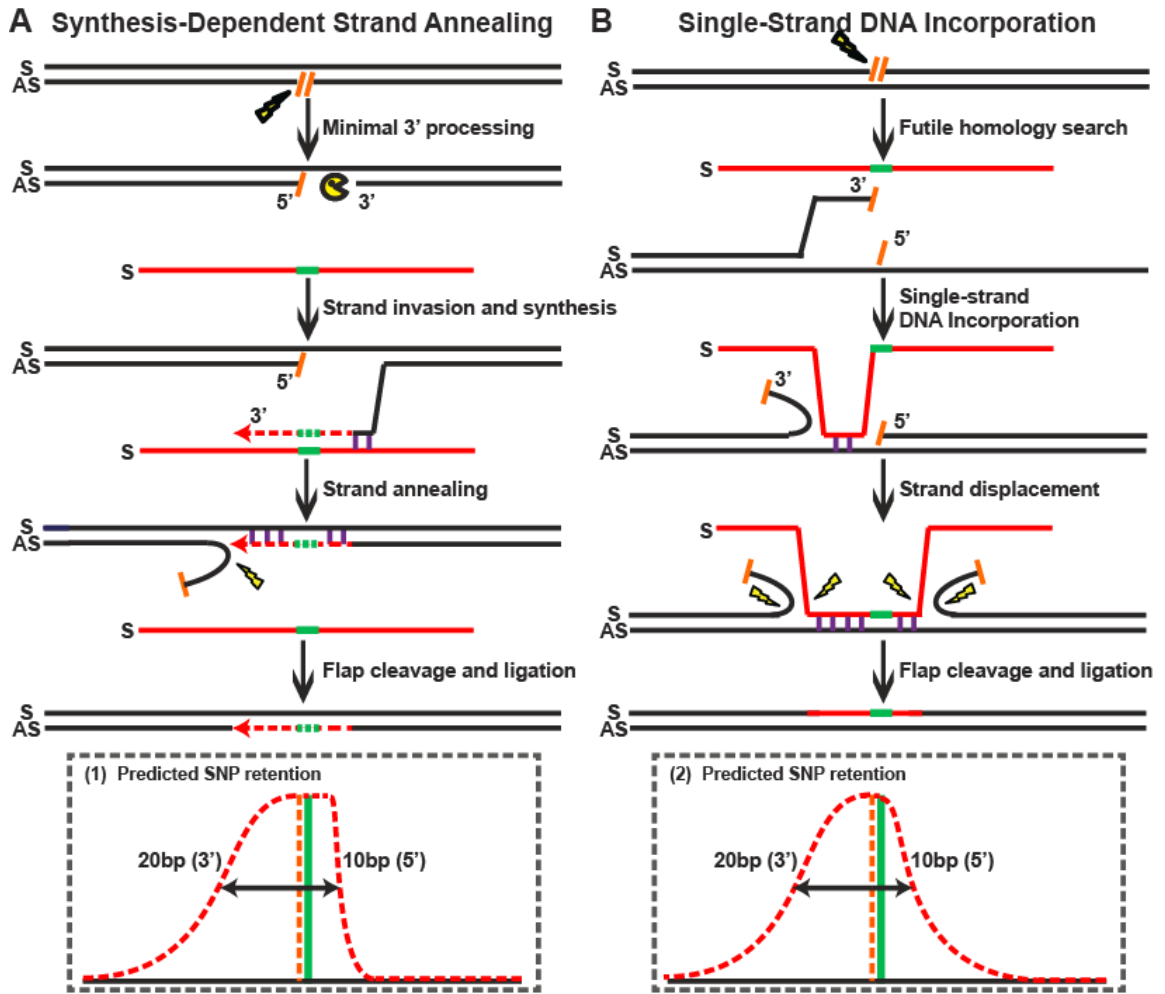 A Synthesis-Dependent Strand Annealing
S
AS
Minimal 3' processing
S
AS
5'
3'
S
Strand invasion and synthesis
S
AS
5'
3'
S
Strand annealing
S
AS
S
Flap cleavage and ligation
S
AS
(1) Predicted SNP retention
20bp (3')
10bp (5')
B Single-Strand DNA Incorporation
S
AS
Futile homology search
S
3'
5'
S
AS
Single-strand
DNA Incorporation
S
3'
5'
S
AS
Strand displacement
S
S
AS
Flap cleavage and ligation
S
AS
(2) Predicted SNP retention
20bp (3')
10bp (5')